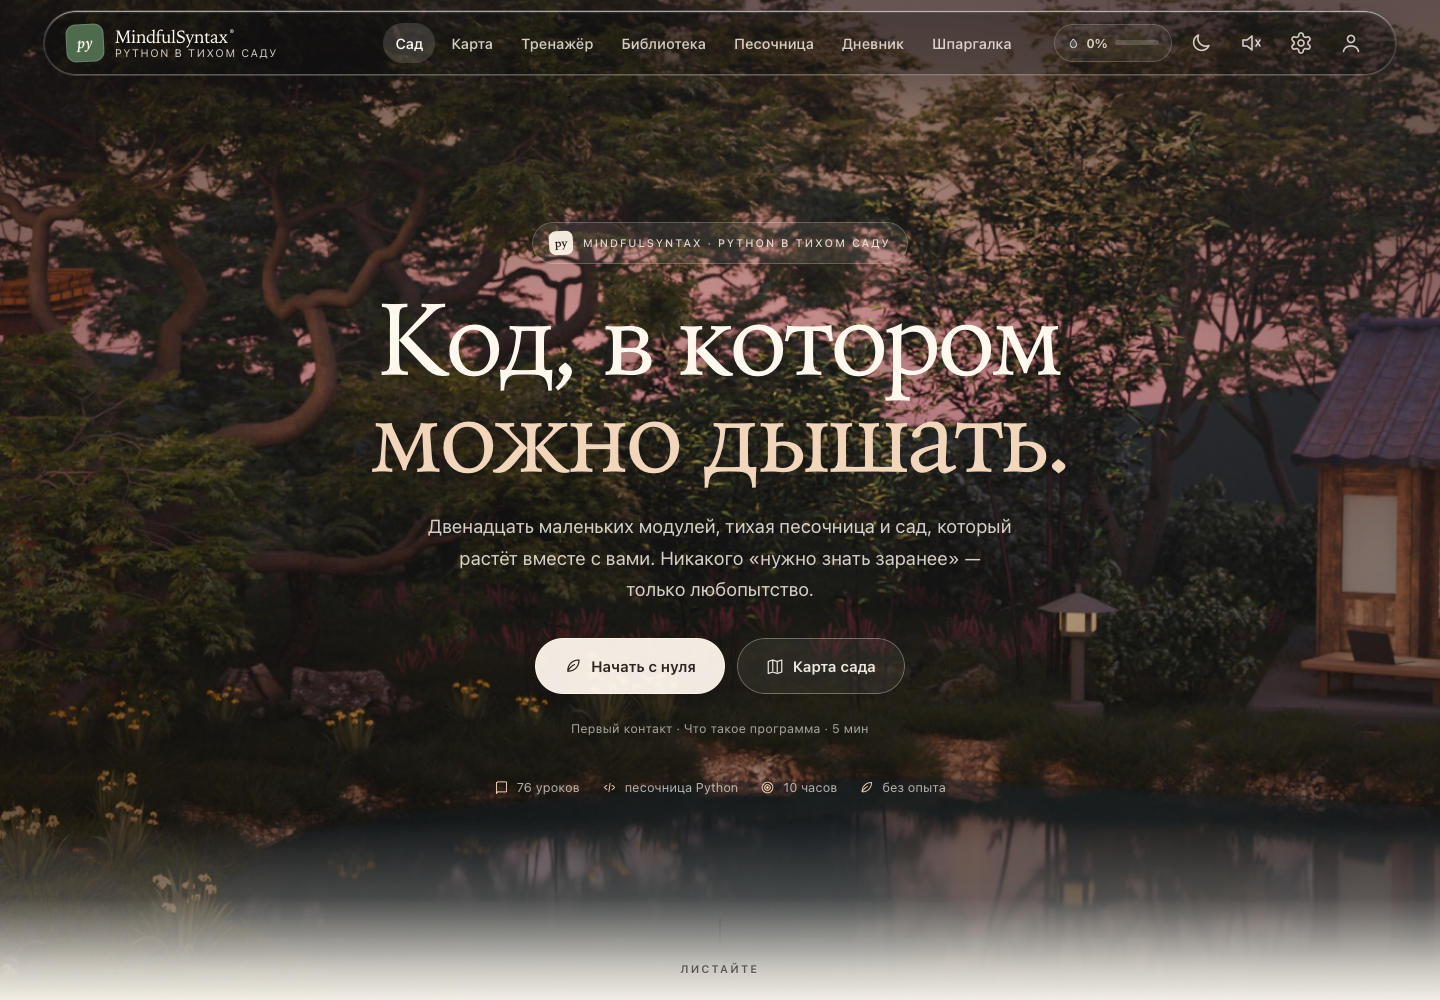 py
MindfulSyntax®
PYTHON В ТИХОМ САДУ
Сад
Карта
Тренажёр
Библиотека
Песочница
Дневник
Шпаргалка
0%
py MINDFULSYNTAX · PYTHON В ТИХОМ САДУ
Код, в котором
можно дышать.
Двенадцать маленьких модулей, тихая песочница и сад, который
растёт вместе с вами. Никакого «нужно знать заранее» —
только любопытство.
Начать с нуля
Карта сада
Первый контакт · Что такое программа · 5 мин
76 уроков
песочница Python
10 часов
без опыта
ЛИСТАЙТЕ